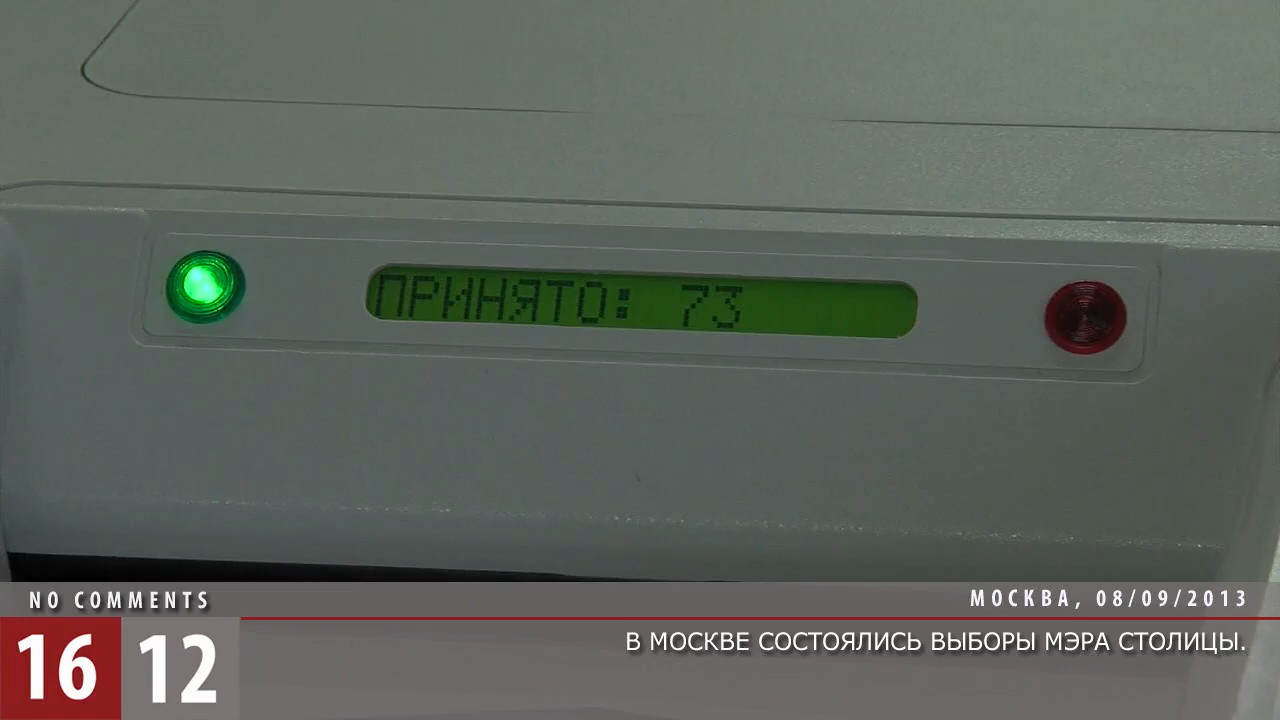 ПРИНЯТО: 73
NO COMMENTS
МОСКВА, 08/09/2013
16 12
В МОСКВЕ СОСТОЯЛИСЬ ВЫБОРЫ МЭРА СТОЛИЦЫ.